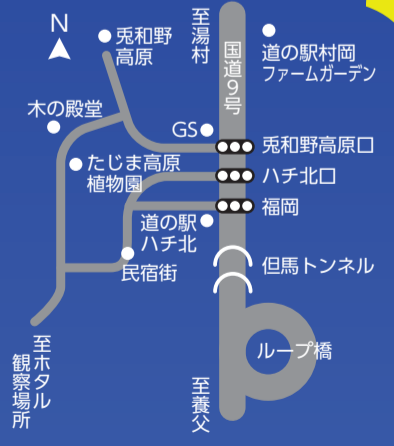 N
兎和野
高原
至湯村
国道9号
道の駅村岡
ファームガーデン
木の殿堂
GS
兎和野高原口
たじま高原
植物園
ハチ北口
福岡
道の駅
ハチ北
民宿街
但馬トンネル
ループ橋
至ホタル
観察場所
至養父